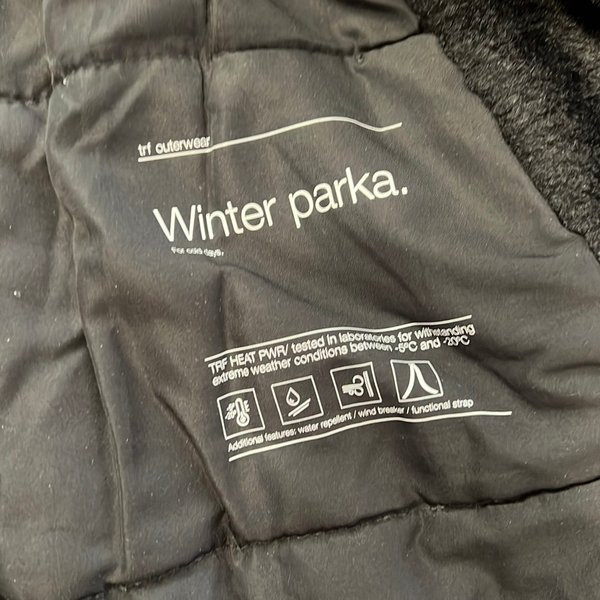 trf outerwear
Winter parka.
For cold days.
TRF HEAT PWR/ tested in laboratories for withstanding
extreme weather conditions between -5ºC and -20ºC
Additional features: water repellent / wind breaker / functional strap